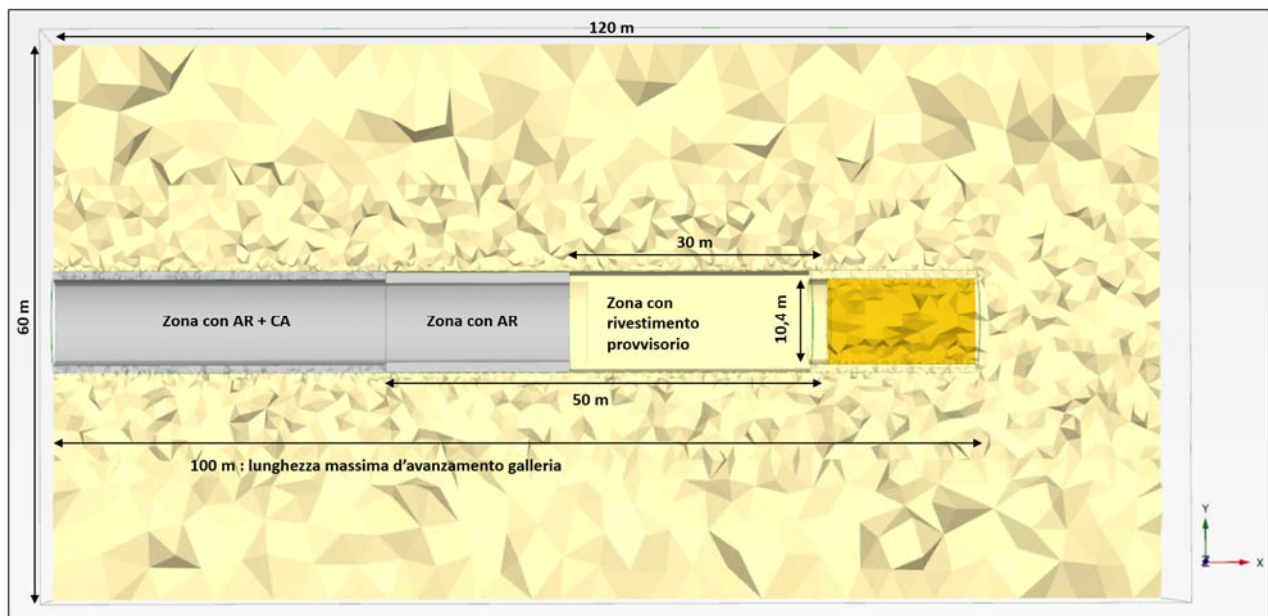 120 m
60 m
30 m
Zona con AR + CA
Zona con AR
Zona con
rivestimento
provvisorio
10,4 m
50 m
100 m : lunghezza massima d'avanzamento galleria
Y
Z
X